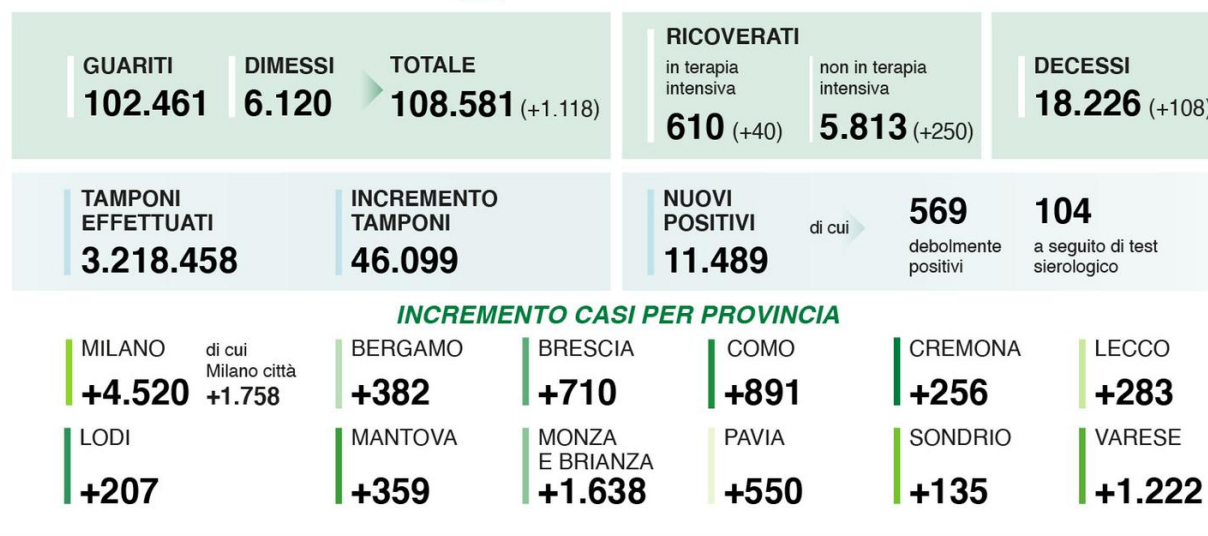 GUARITI
102.461
DIMESSI
6.120
TOTALE
108.581 (+1.118)
RICOVERATI
in terapia
intensiva
610 (+40)
non in terapia
intensiva
5.813 (+250)
DECESSI
18.226 (+108)
TAMPONI
EFFETTUATI
3.218.458
INCREMENTO
TAMPONI
46.099
NUOVI
POSITIVI
11.489
di cui
569
debolmente
positivi
104
a seguito di test
sierologico
INCREMENTO CASI PER PROVINCIA
MILANO
+4.520
di cui
Milano città
+1.758
BERGAMO
+382
BRESCIA
+710
COMO
+891
CREMONA
+256
LECCO
+283
LODI
+207
MANTOVA
+359
MONZA
E BRIANZA
+1.638
PAVIA
+550
SONDRIO
+135
VARESE
+1.222